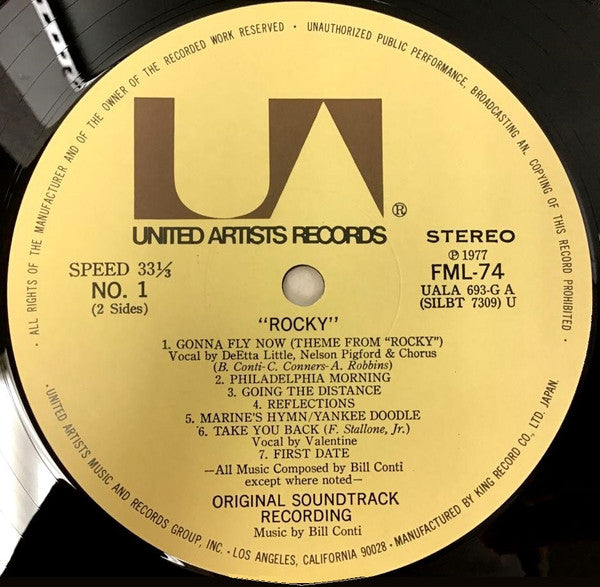 • ALL RIGHTS OF THE MANUFACTURER AND OF THE OWNER OF THE RECORDED WORK RESERVED • UNAUTHORIZED PUBLIC PERFORMANCE, BROADCASTING AN, COPYING OF THIS RECORD PROHIBITED
UA ®
UNITED ARTISTS RECORDS
STEREO
℗ 1977
SPEED 33⅓
FML-74
NO. 1
UALA 693-G A
(2 Sides)
(SILBT 7309) U
"ROCKY"
1. GONNA FLY NOW (THEME FROM "ROCKY")
Vocal by DeEtta Little, Nelson Pigford & Chorus
(B. Conti-C. Conners-A. Robbins)
2. PHILADELPHIA MORNING
3. GOING THE DISTANCE
4. REFLECTIONS
5. MARINE'S HYMN/YANKEE DOODLE
6. TAKE YOU BACK (F. Stallone, Jr.)
Vocal by Valentine
7. FIRST DATE
—All Music Composed by Bill Conti
except where noted—
ORIGINAL SOUNDTRACK
RECORDING
Music by Bill Conti
• UNITED ARTISTS MUSIC AND RECORDS GROUP, INC. • LOS ANGELES, CALIFORNIA 90028 • MANUFACTURED BY KING RECORD CO, LTD. JAPAN.